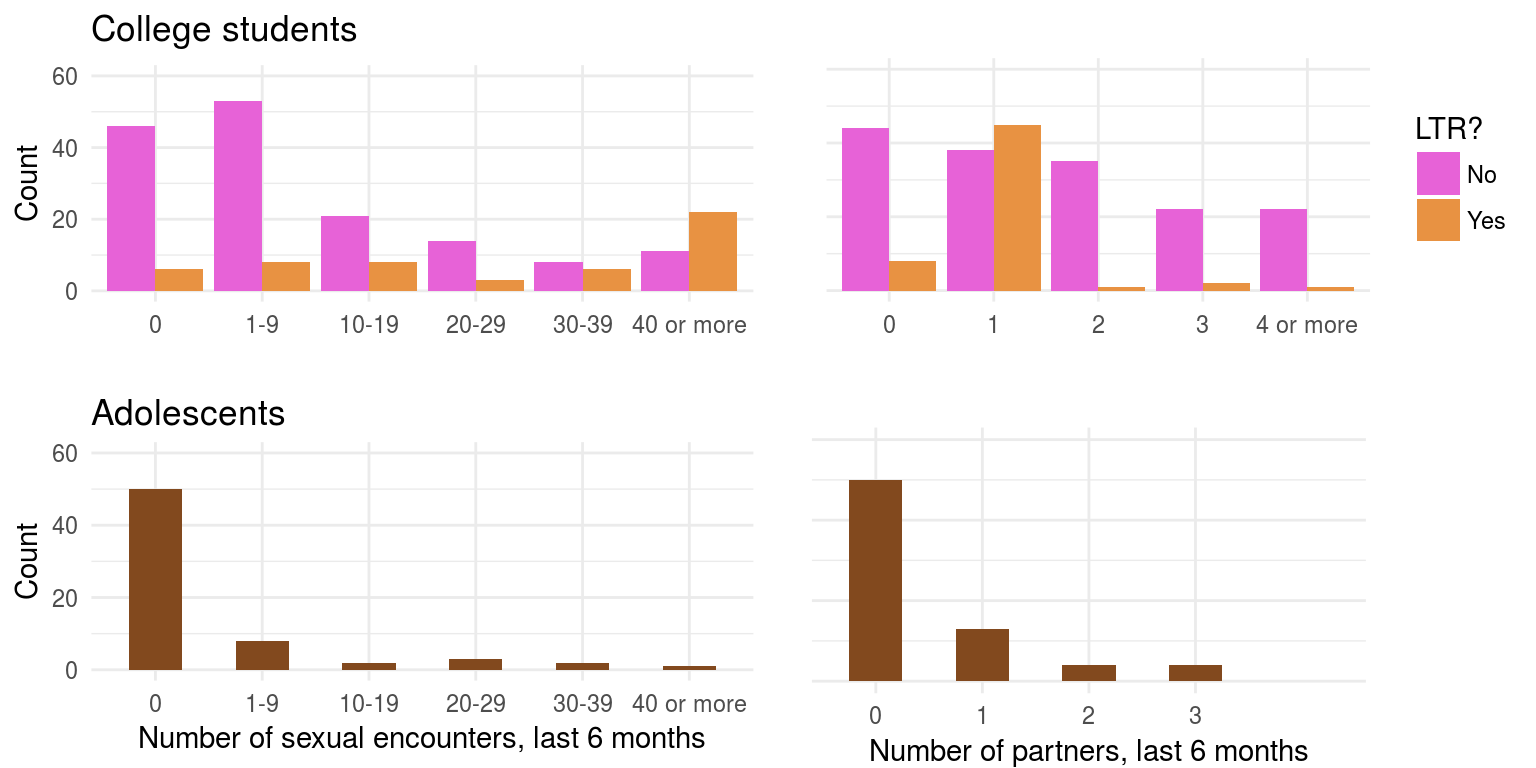 College students
60
40
20
0
Count
0 1-9 10-19 20-29 30-39 40 or more
0 1 2 3 4 or more
LTR?
No
Yes
Adolescents
60
40
20
0
Count
0 1-9 10-19 20-29 30-39 40 or more
Number of sexual encounters, last 6 months
0 1 2 3
Number of partners, last 6 months